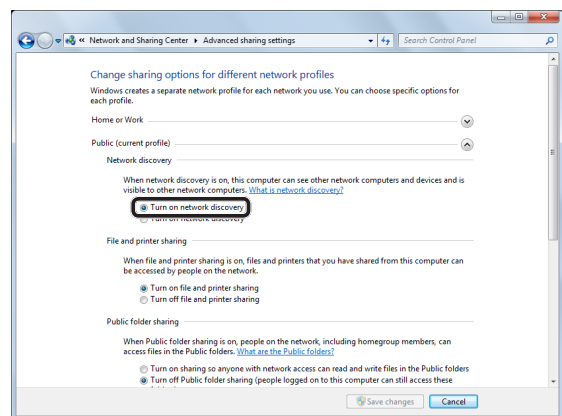 « Network and Sharing Center ▸ Advanced sharing settings
Search Control Panel
Change sharing options for different network profiles
Windows creates a separate network profile for each network you use. You can choose specific options for
each profile.
Home or Work
Public (current profile)
Network discovery
When network discovery is on, this computer can see other network computers and devices and is
visible to other network computers. What is network discovery?
Turn on network discovery
File and printer sharing
When file and printer sharing is on, files and printers that you have shared from this computer can
be accessed by people on the network.
Turn on file and printer sharing
Turn off file and printer sharing
Public folder sharing
When Public folder sharing is on, people on the network, including homegroup members, can
access files in the Public folders. What are the Public folders?
Turn on sharing so anyone with network access can read and write files in the Public folders
Turn off Public folder sharing (people logged on to this computer can still access these
Save changes
Cancel